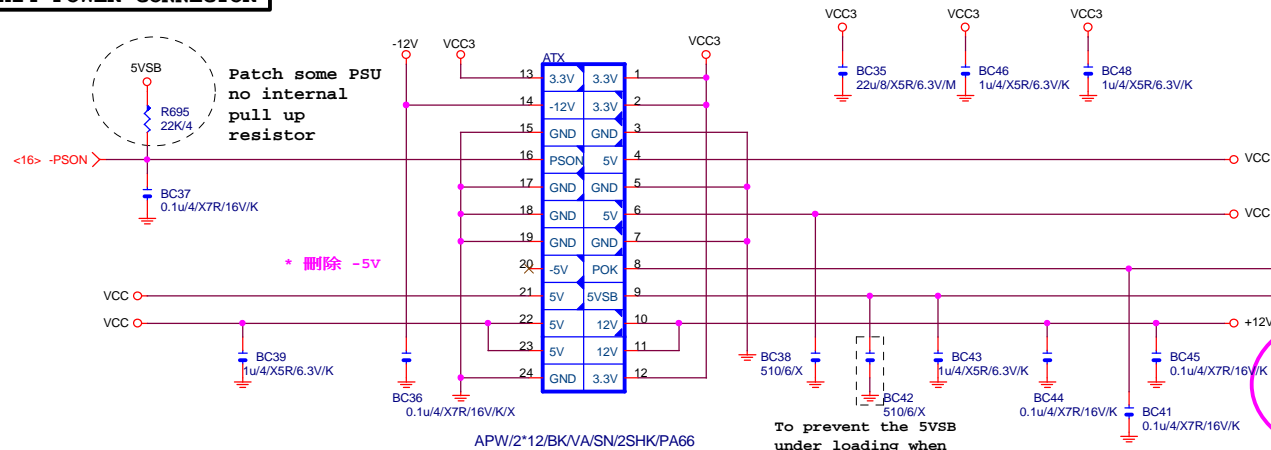 VCC3
VCC3
VCC3
BC35
22u/8/X5R/6.3V/M
BC46
1u/4/X5R/6.3V/K
BC48
1u/4/X5R/6.3V/K
5VSB
R695
22K/4
Patch some PSU
no internal
pull up
resistor
<16> -PSON
BC37
0.1u/4/X7R/16V/K
-12V
VCC3
VCC3
ATX
13 3.3V 3.3V 1
14 -12V 3.3V 2
15 GND GND 3
16 PSON 5V 4
17 GND GND 5
18 GND 5V 6
19 GND GND 7
20 -5V POK 8
21 5V 5VSB 9
22 5V 12V 10
23 5V 12V 11
24 GND 3.3V 12
* 刪除 -5V
VCC
VCC
VCC
VCC
+12V
BC39
1u/4/X5R/6.3V/K
BC36
0.1u/4/X7R/16V/K/X
BC38
510/6/X
BC42
510/6/X
BC43
1u/4/X5R/6.3V/K
BC44
0.1u/4/X7R/16V/K
BC45
0.1u/4/X7R/16V/K
BC41
0.1u/4/X7R/16V/K
APW/2*12/BK/VA/SN/2SHK/PA66
To prevent the 5VSB
under loading when